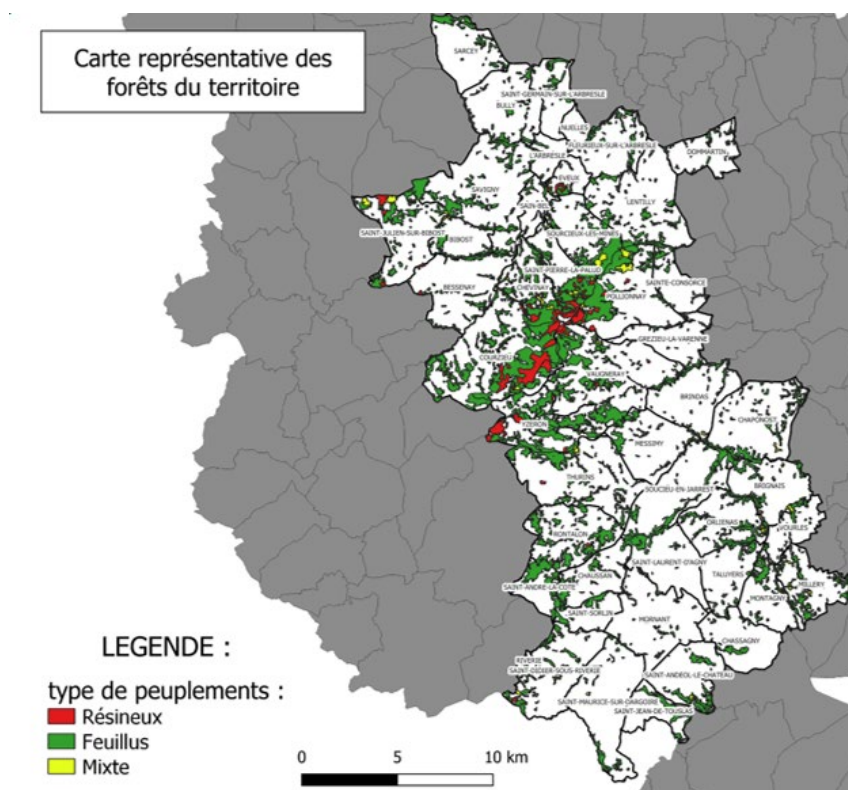 Carte représentative des
forêts du territoire
SARCEY
SAINT-GERMAIN-SUR-L'ARBRESLE
BULLY
NUELLES
FLEURIEUX-SUR-L'ARBRESLE
L'ARBRESLE
DOMMARTIN
EVEUX
SAVIGNY
LENTILLY
SAIN-BEL
SAINT-JULIEN-SUR-BIBOST
BIBOST
SOURCIEUX-LES-MINES
SAINT-PIERRE-LA-PALUD
BESSENAY
CHEVINAY
SAINTE-CONSORCE
POLLIONNAY
GREZIEU-LA-VARENNE
COURZIEU
VAUGNERAY
BRINDAS
CHAPONOST
YZERON
MESSIMY
THURINS
SOUCIEU-EN-JARREST
BRIGNAIS
ORLIENAS
VOURLES
RONTALON
SAINT-LAURENT-D'AGNY
CHAUSSAN
TALUYERS
MILLERY
SAINT-ANDRE-LA-COTE
MONTAGNY
SAINT-SORLIN
MORNANT
CHASSAGNY
RIVERIE
SAINT-DIDIER-SOUS-RIVERIE
SAINT-ANDEOL-LE-CHATEAU
SAINT-MAURICE-SUR-DARGOIRE
SAINT-JEAN-DE-TOUSLAS
LEGENDE :
type de peuplements :
Résineux
Feuillus
Mixte
0 5 10 km